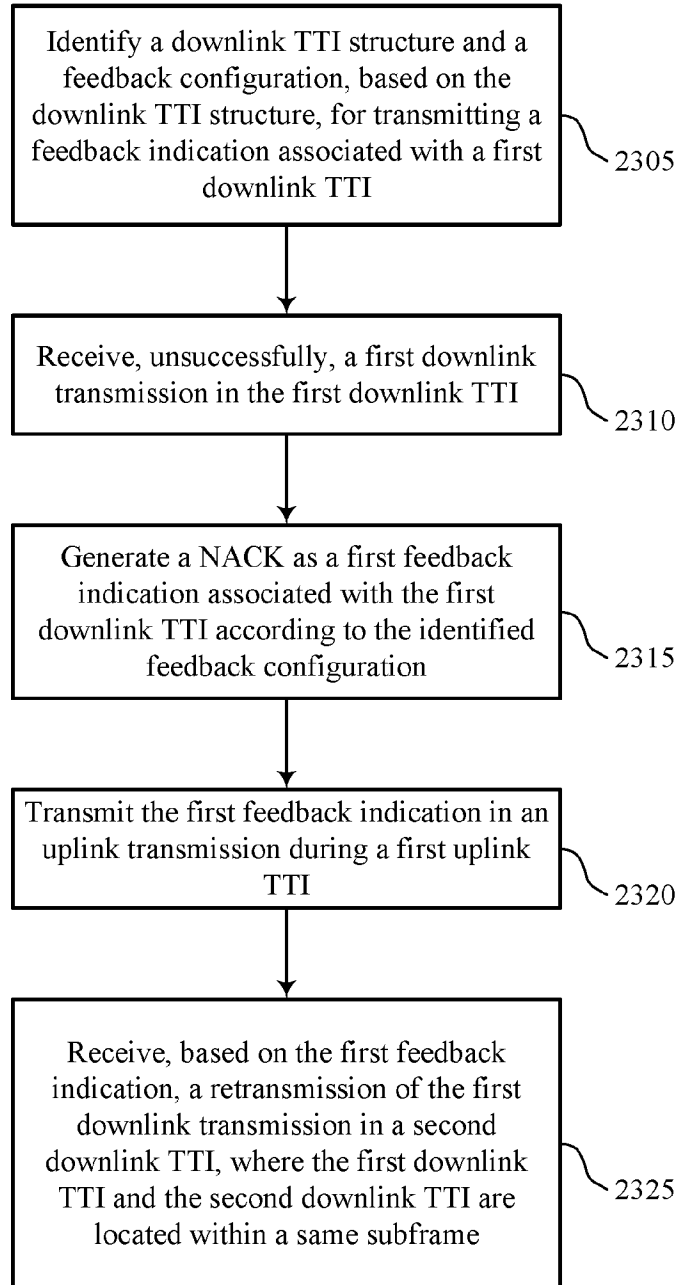 Identify a downlink TTI structure and a
feedback configuration, based on the
downlink TTI structure, for transmitting a
feedback indication associated with a first
downlink TTI
2305
Receive, unsuccessfully, a first downlink
transmission in the first downlink TTI
2310
Generate a NACK as a first feedback
indication associated with the first
downlink TTI according to the identified
feedback configuration
2315
Transmit the first feedback indication in an
uplink transmission during a first uplink
TTI
2320
Receive, based on the first feedback
indication, a retransmission of the first
downlink transmission in a second
downlink TTI, where the first downlink
TTI and the second downlink TTI are
located within a same subframe
2325